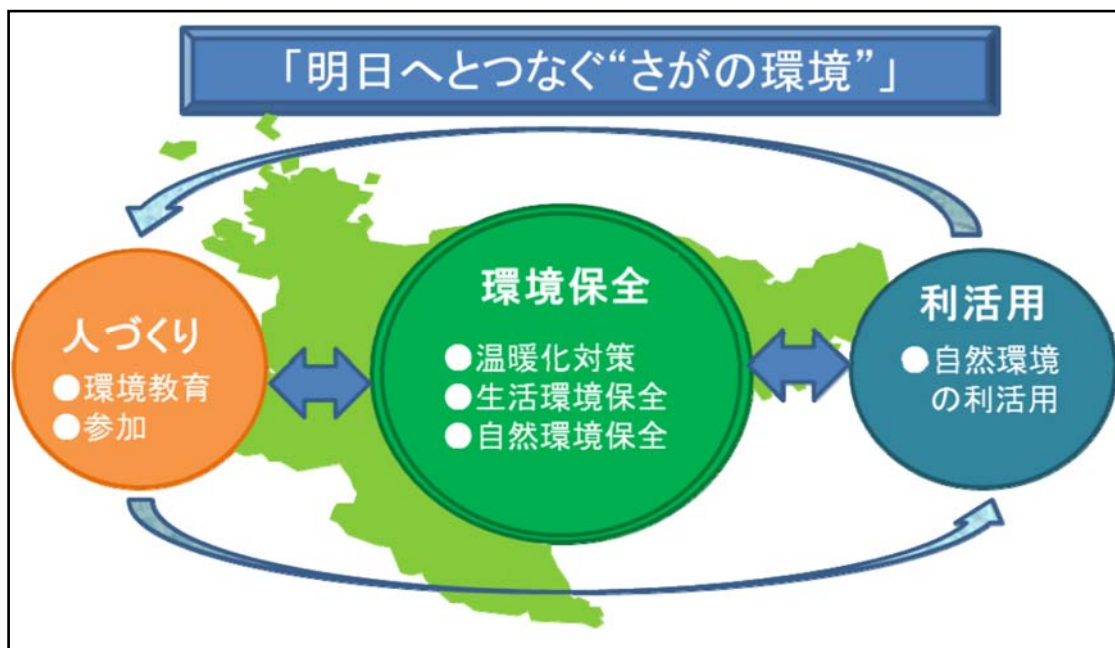 「明日へとつなぐ“さがの環境”」
人づくり
●環境教育
●参加
環境保全
●温暖化対策
●生活環境保全
●自然環境保全
利活用
●自然環境
の利活用